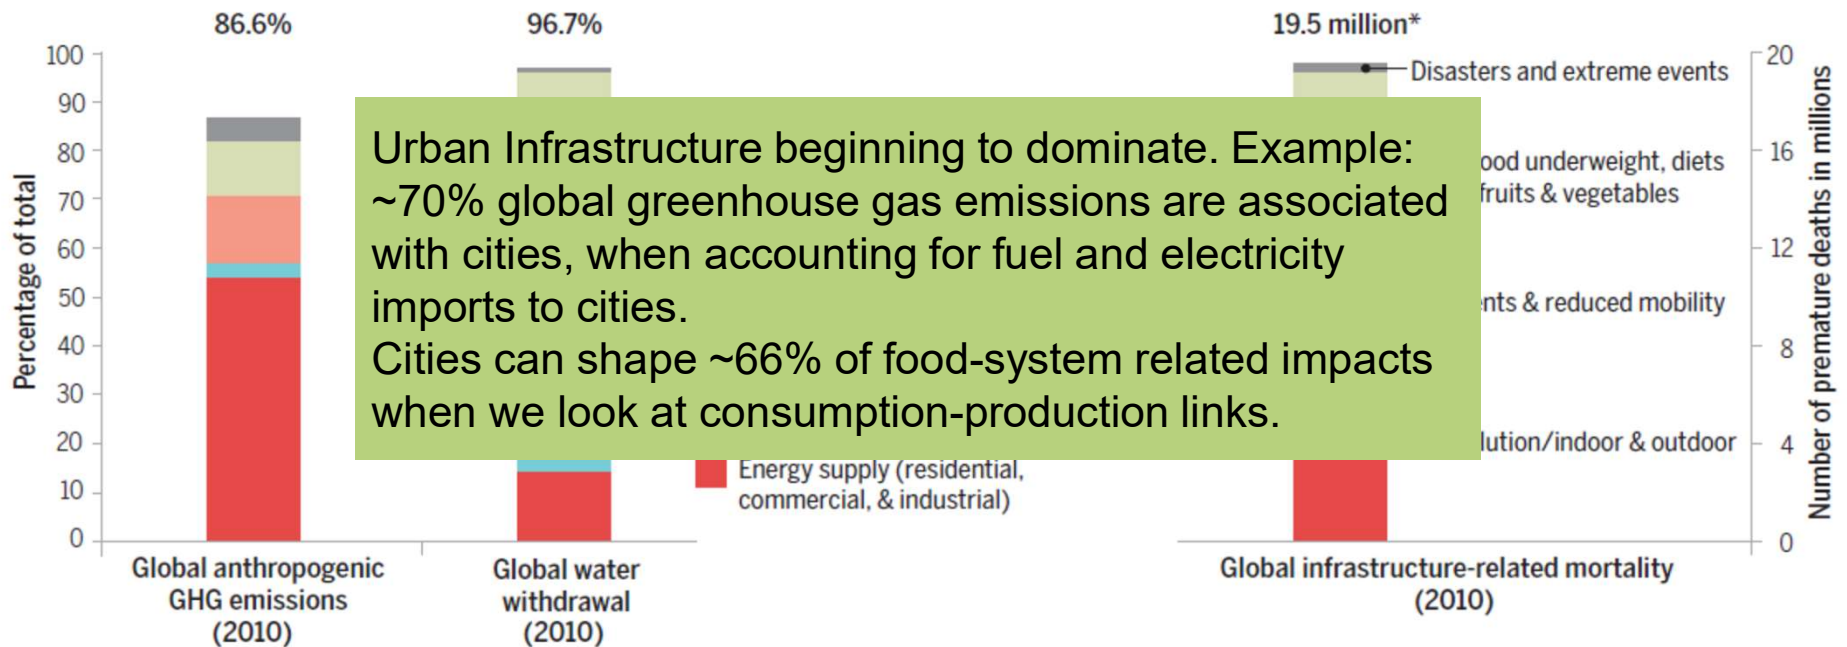 86.6%
96.7%
19.5 million*
100
90
80
70
60
50
40
30
20
10
0
Percentage of total
Urban Infrastructure beginning to dominate. Example:
~70% global greenhouse gas emissions are associated
with cities, when accounting for fuel and electricity
imports to cities.
Cities can shape ~66% of food-system related impacts
when we look at consumption-production links.
Energy supply (residential,
commercial, & industrial)
Disasters and extreme events
underweight, diets
fruits & vegetables
& reduced mobility
/indoor & outdoor
20
16
12
8
4
0
Number of premature deaths in millions
Global anthropogenic
GHG emissions
(2010)
Global water
withdrawal
(2010)
Global infrastructure-related mortality
(2010)